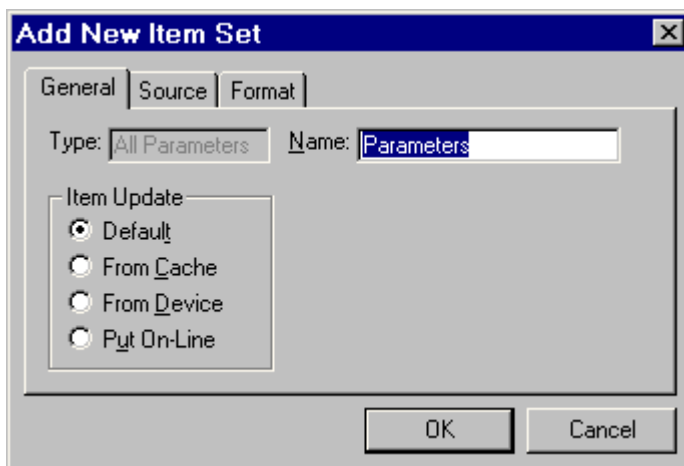 Add New Item Set
General Source Format
Type: All Parameters Name: Parameters
Item Update
Default
From Cache
From Device
Put On-Line
OK Cancel